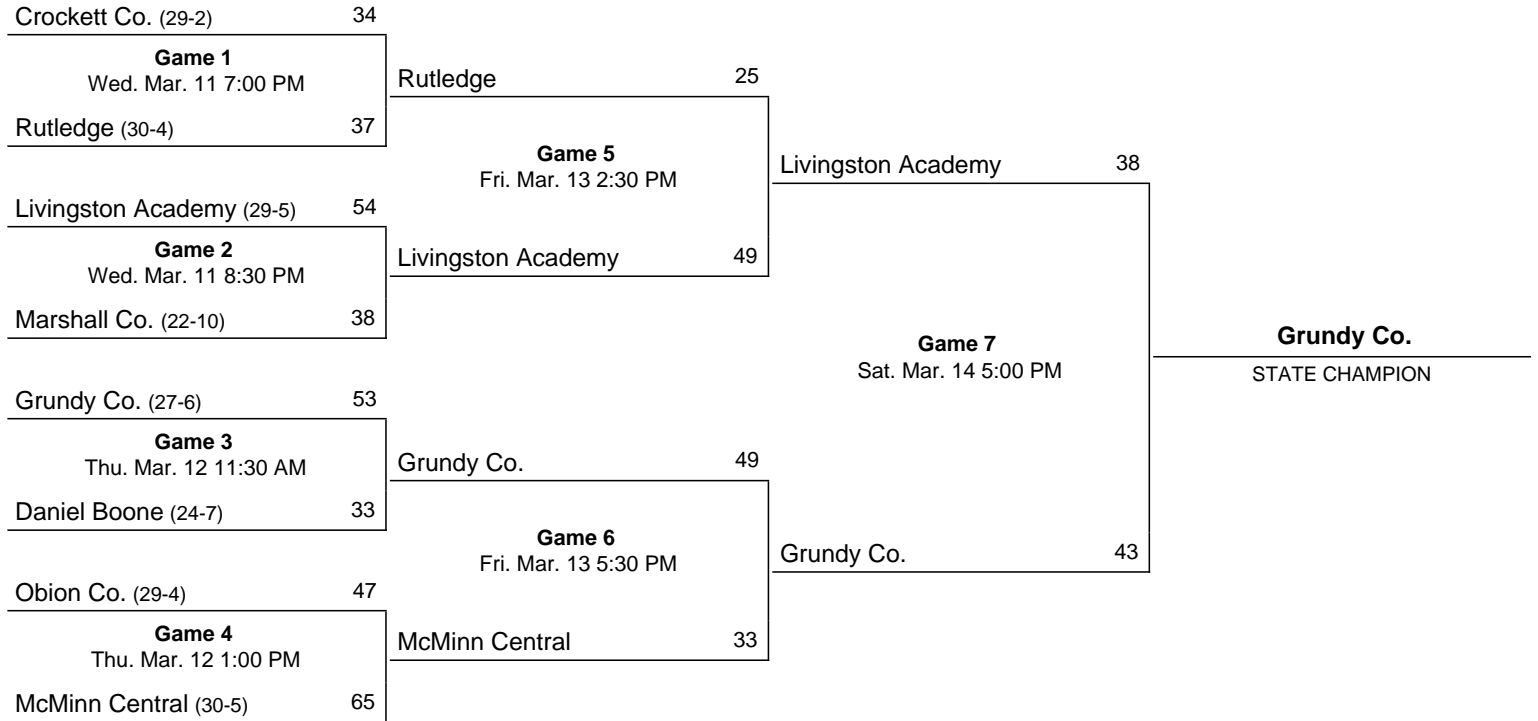 Crockett Co. (29-2) 34
Game 1
Wed. Mar. 11 7:00 PM
Rutledge (30-4) 37
Livingston Academy (29-5) 54
Game 2
Wed. Mar. 11 8:30 PM
Marshall Co. (22-10) 38
Grundy Co. (27-6) 53
Game 3
Thu. Mar. 12 11:30 AM
Daniel Boone (24-7) 33
Obion Co. (29-4) 47
Game 4
Thu. Mar. 12 1:00 PM
McMinn Central (30-5) 65
Rutledge 25
Game 5
Fri. Mar. 13 2:30 PM
Livingston Academy 49
Grundy Co. 49
Game 6
Fri. Mar. 13 5:30 PM
McMinn Central 33
Livingston Academy 38
Game 7
Sat. Mar. 14 5:00 PM
Grundy Co. 43
Grundy Co.
STATE CHAMPION